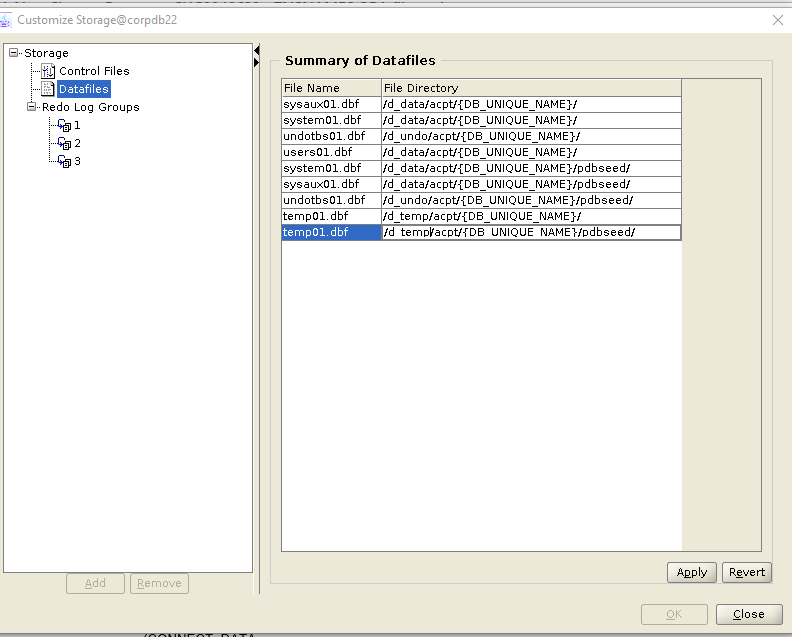 Customize Storage@corpdb22
Storage
Control Files
Datafiles
Redo Log Groups
1
2
3
Add Remove
Summary of Datafiles
File Name File Directory
sysaux01.dbf /d_data/acpt/{DB_UNIQUE_NAME}/
system01.dbf /d_data/acpt/{DB_UNIQUE_NAME}/
undotbs01.dbf /d_undo/acpt/{DB_UNIQUE_NAME}/
users01.dbf /d_data/acpt/{DB_UNIQUE_NAME}/
system01.dbf /d_data/acpt/{DB_UNIQUE_NAME}/pdbseed/
sysaux01.dbf /d_data/acpt/{DB_UNIQUE_NAME}/pdbseed/
undotbs01.dbf /d_undo/acpt/{DB_UNIQUE_NAME}/pdbseed/
temp01.dbf /d_temp/acpt/{DB_UNIQUE_NAME}/
temp01.dbf /d_temp/acpt/{DB_UNIQUE_NAME}/pdbseed/
Apply Revert
OK Close